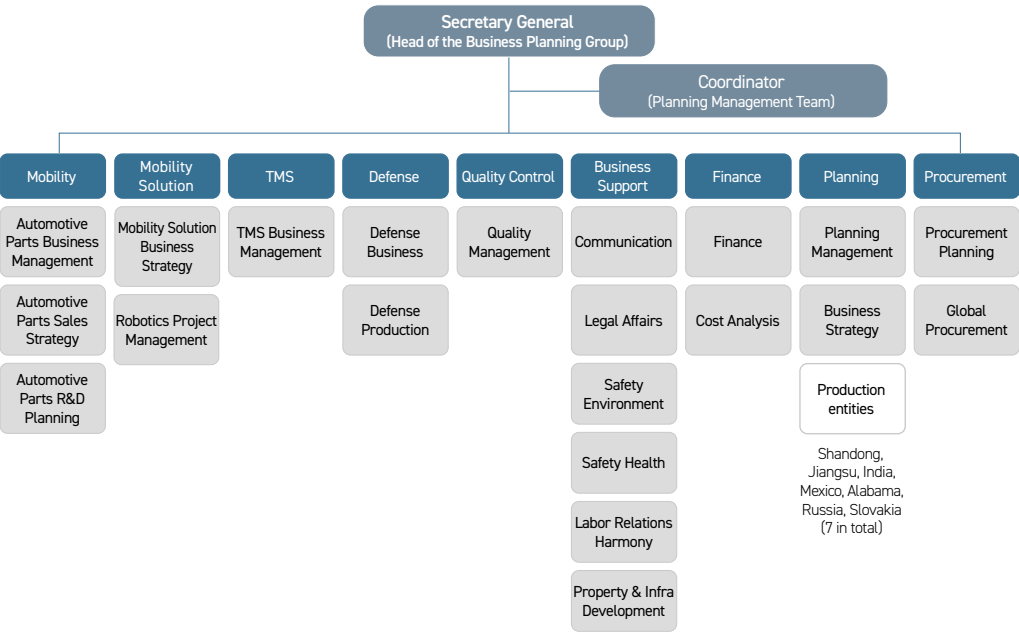 Secretary General
(Head of the Business Planning Group)
Coordinator
(Planning Management Team)
Mobility
Mobility
Solution
TMS
Defense
Quality Control
Business
Support
Finance
Planning
Procurement
Automotive
Parts Business
Management
Automotive
Parts Sales
Strategy
Automotive
Parts R&D
Planning
Mobility Solution
Business
Strategy
Robotics Project
Management
TMS Business
Management
Defense
Business
Defense
Production
Quality
Management
Communication
Legal Affairs
Safety
Environment
Safety Health
Labor Relations
Harmony
Property & Infra
Development
Finance
Cost Analysis
Planning
Management
Business
Strategy
Production
entities
Shandong,
Jiangsu, India,
Mexico, Alabama,
Russia, Slovakia
(7 in total)
Procurement
Planning
Global
Procurement